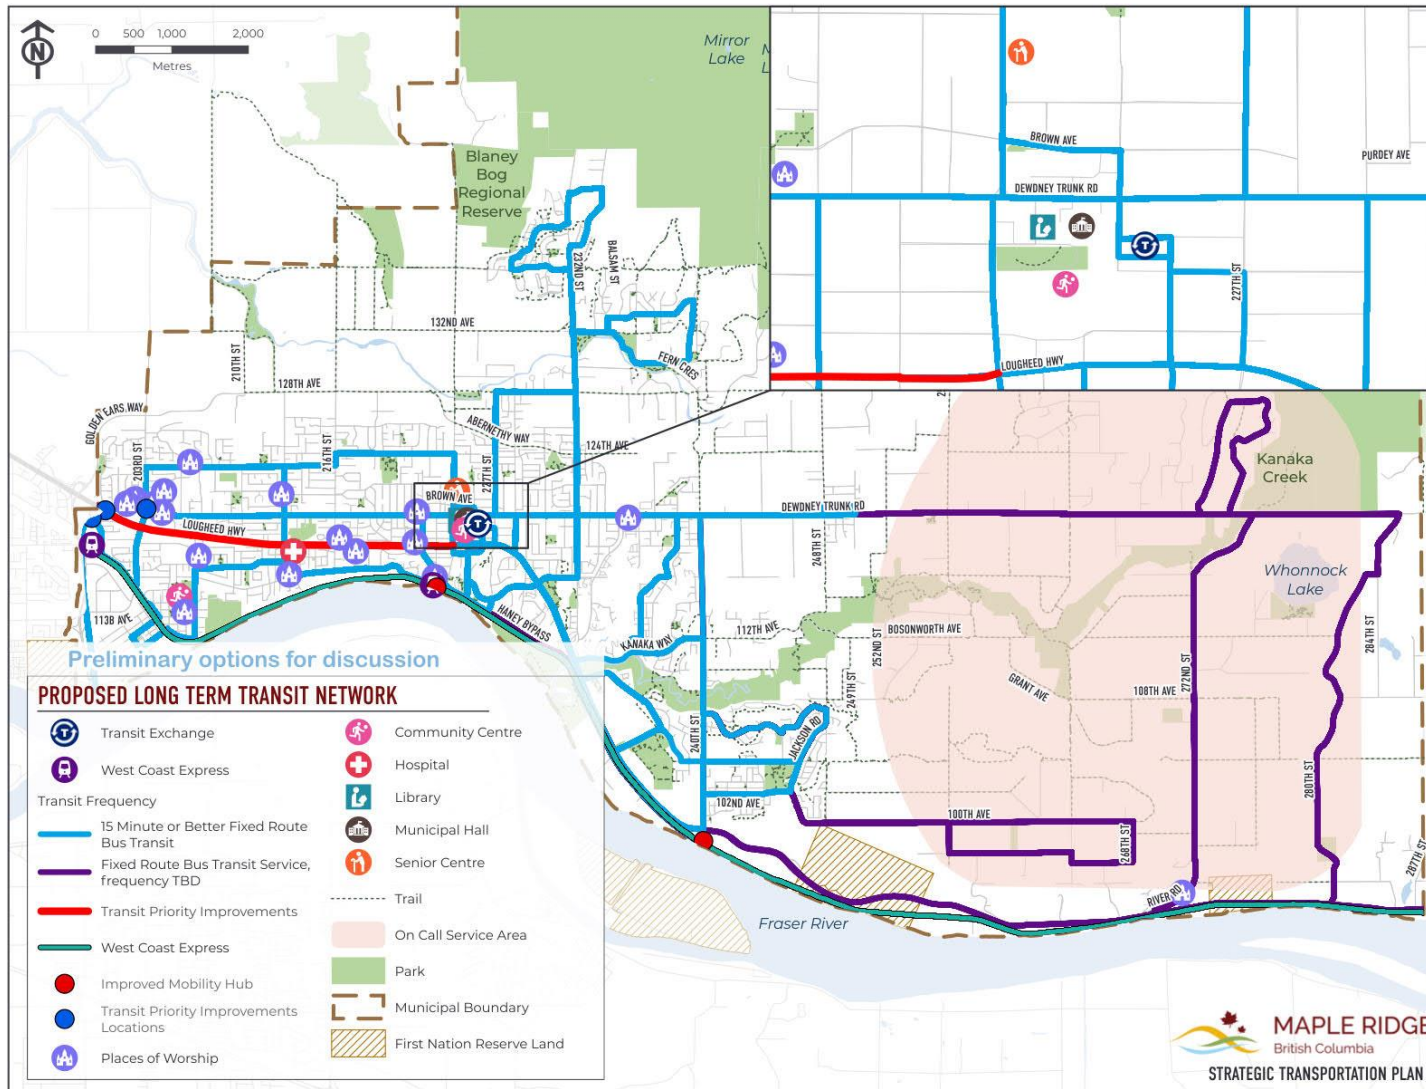 N
0 500 1,000 2,000
Metres
Mirror
Lake
Blaney
Bog
Regional
Reserve
232ND ST
BALSAM ST
132ND AVE
210TH ST
FERN CRES
128TH AVE
GOLDEN EARS WAY
ABERNETHY WAY
124TH AVE
203RD ST
216TH ST
227TH ST
BROWN AVE
DEWDNEY TRUNK RD
LOUGHEED HWY
113B AVE
HANEY BYPASS
KANAKA WAY
112TH AVE
248TH ST
252ND ST
BOSONWORTH AVE
249TH ST
GRANT AVE
108TH AVE
272ND ST
240TH ST
JACKSON RD
102ND AVE
100TH AVE
268TH ST
280TH ST
284TH ST
287TH ST
RIVER RD
Kanaka
Creek
Whonnock
Lake
Fraser River
BROWN AVE
PURDEY AVE
DEWDNEY TRUNK RD
227TH ST
LOUGHEED HWY
Preliminary options for discussion
PROPOSED LONG TERM TRANSIT NETWORK
Transit Exchange
West Coast Express
Transit Frequency
15 Minute or Better Fixed Route
Bus Transit
Fixed Route Bus Transit Service,
frequency TBD
Transit Priority Improvements
West Coast Express
Improved Mobility Hub
Transit Priority Improvements
Locations
Places of Worship
Community Centre
Hospital
Library
Municipal Hall
Senior Centre
Trail
On Call Service Area
Park
Municipal Boundary
First Nation Reserve Land
MAPLE RIDGE
British Columbia
STRATEGIC TRANSPORTATION PLAN